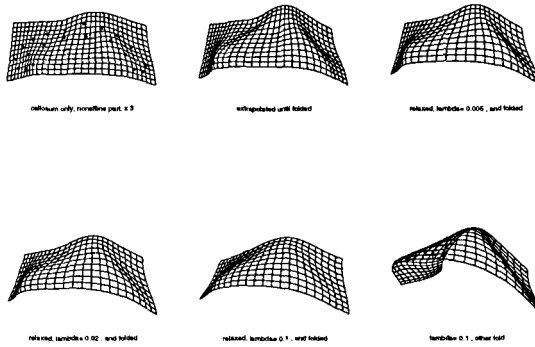 callosum only, nonaffine part, x 3
extrapolated until folded
relaxed, lambda= 0.005 , and folded
relaxed, lambda= 0.02 , and folded
relaxed, lambda= 0.1 , and folded
lambda= 0.1 , other fold